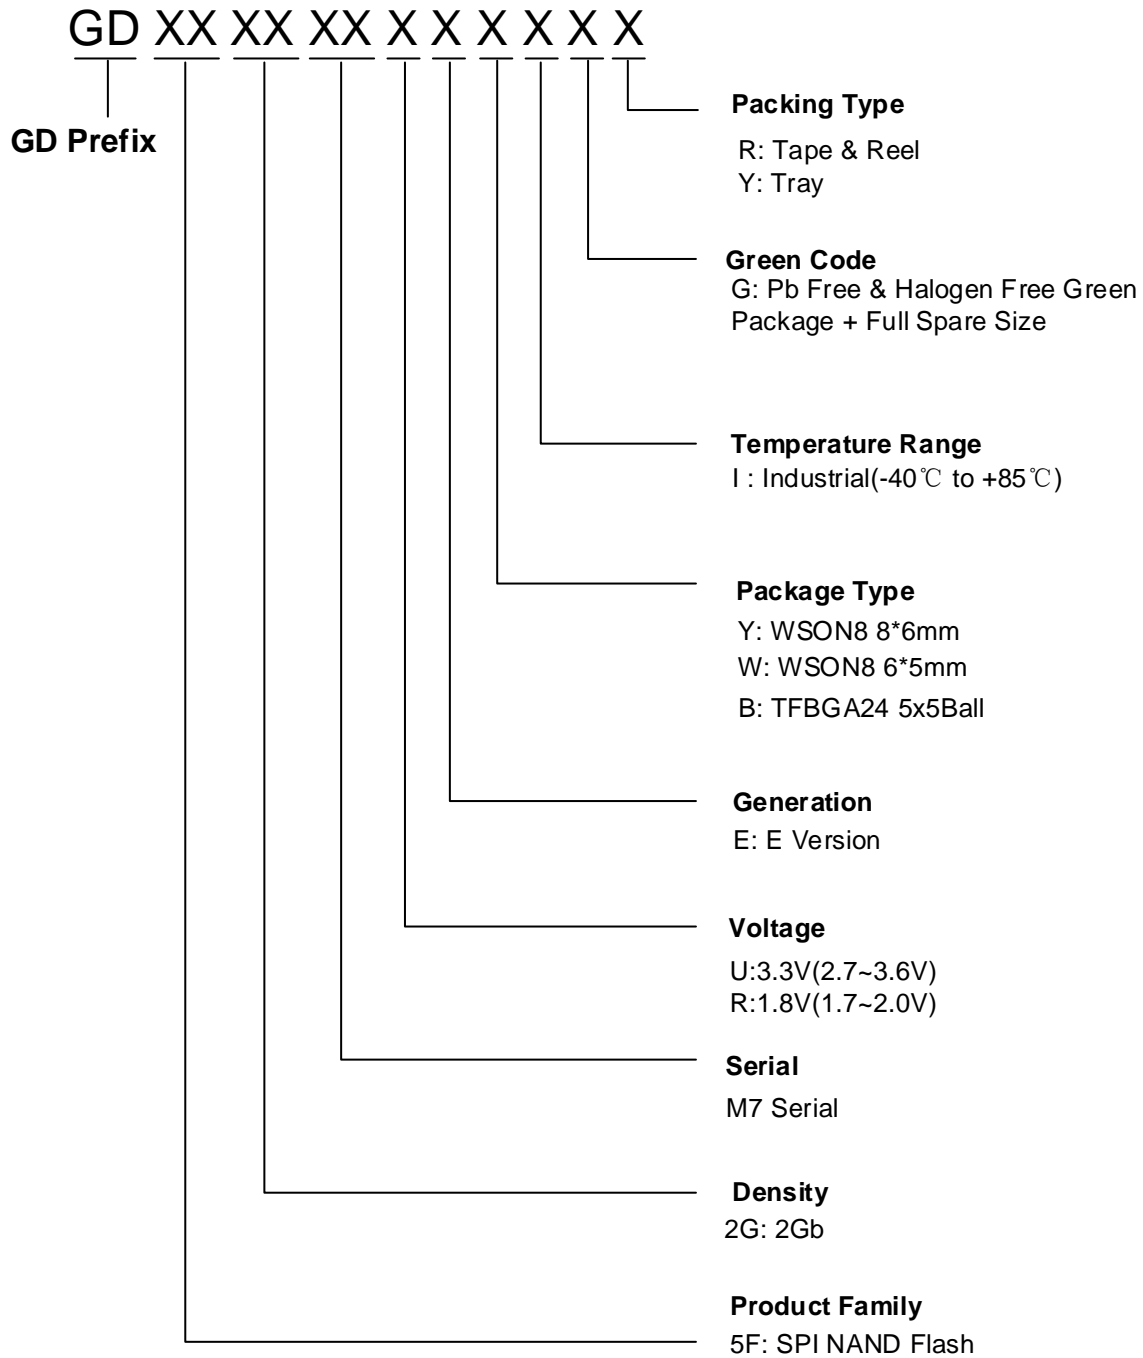 GD XX XX XX X X X X X X
GD Prefix
Packing Type
R: Tape & Reel
Y: Tray
Green Code
G: Pb Free & Halogen Free Green
Package + Full Spare Size
Temperature Range
I : Industrial(-40℃ to +85℃)
Package Type
Y: WSON8 8*6mm
W: WSON8 6*5mm
B: TFBGA24 5x5Ball
Generation
E: E Version
Voltage
U:3.3V(2.7~3.6V)
R:1.8V(1.7~2.0V)
Serial
M7 Serial
Density
2G: 2Gb
Product Family
5F: SPI NAND Flash